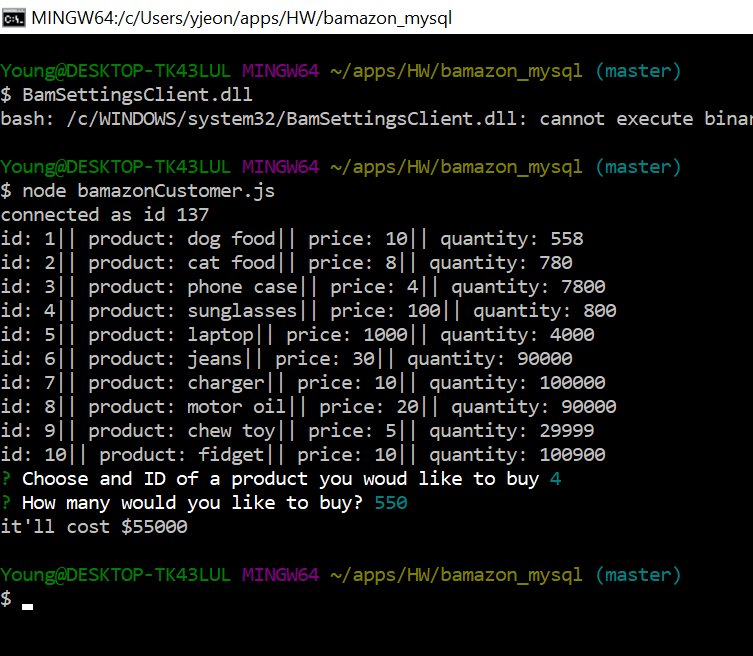 MINGW64:/c/Users/yjeon/apps/HW/bamazon_mysql
Young@DESKTOP-TK43LUL MINGW64 ~/apps/HW/bamazon_mysql (master)
$ BamSettingsClient.dll
bash: /c/WINDOWS/system32/BamSettingsClient.dll: cannot execute binar
Young@DESKTOP-TK43LUL MINGW64 ~/apps/HW/bamazon_mysql (master)
$ node bamazonCustomer.js
connected as id 137
id: 1|| product: dog food|| price: 10|| quantity: 558
id: 2|| product: cat food|| price: 8|| quantity: 780
id: 3|| product: phone case|| price: 4|| quantity: 7800
id: 4|| product: sunglasses|| price: 100|| quantity: 800
id: 5|| product: laptop|| price: 1000|| quantity: 4000
id: 6|| product: jeans|| price: 30|| quantity: 90000
id: 7|| product: charger|| price: 10|| quantity: 100000
id: 8|| product: motor oil|| price: 20|| quantity: 90000
id: 9|| product: chew toy|| price: 5|| quantity: 29999
id: 10|| product: fidget|| price: 10|| quantity: 100900
? Choose and ID of a product you woud like to buy 4
? How many would you like to buy? 550
it'll cost $55000
Young@DESKTOP-TK43LUL MINGW64 ~/apps/HW/bamazon_mysql (master)
$